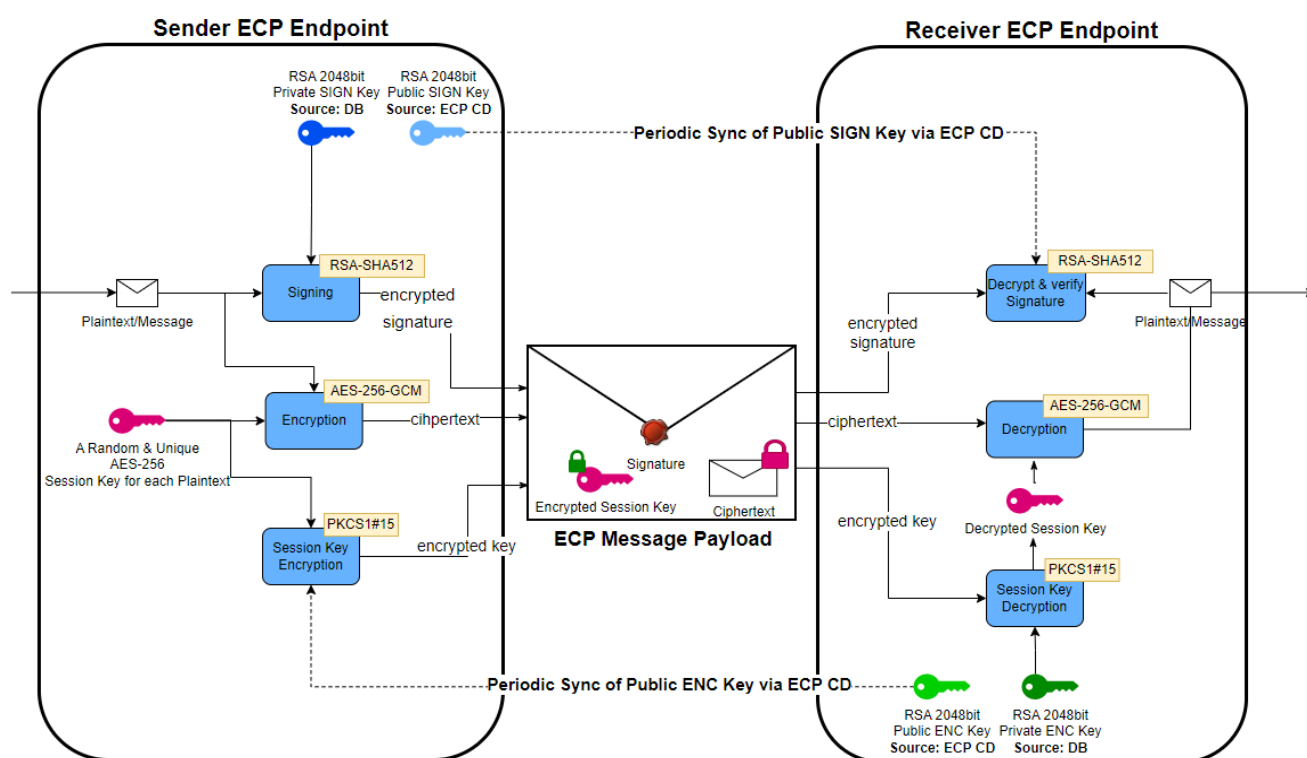 Sender ECP Endpoint
Receiver ECP Endpoint
RSA 2048bit
Private SIGN Key
Source: DB
RSA 2048bit
Public SIGN Key
Source: ECP CD
Periodic Sync of Public SIGN Key via ECP CD
RSA-SHA512
Signing
encrypted
signature
Plaintext/Message
RSA-SHA512
Decrypt & verify
Signature
Plaintext/Message
encrypted
signature
AES-256-GCM
Encryption
cihpertext
A Random & Unique
AES-256
Session Key for each Plaintext
Signature
Encrypted Session Key
Ciphertext
ECP Message Payload
ciphertext
AES-256-GCM
Decryption
Decrypted Session Key
encrypted key
PKCS1#15
Session Key
Encryption
encrypted key
PKCS1#15
Session Key
Decryption
Periodic Sync of Public ENC Key via ECP CD
RSA 2048bit
Public ENC Key
Source: ECP CD
RSA 2048bit
Private ENC Key
Source: DB